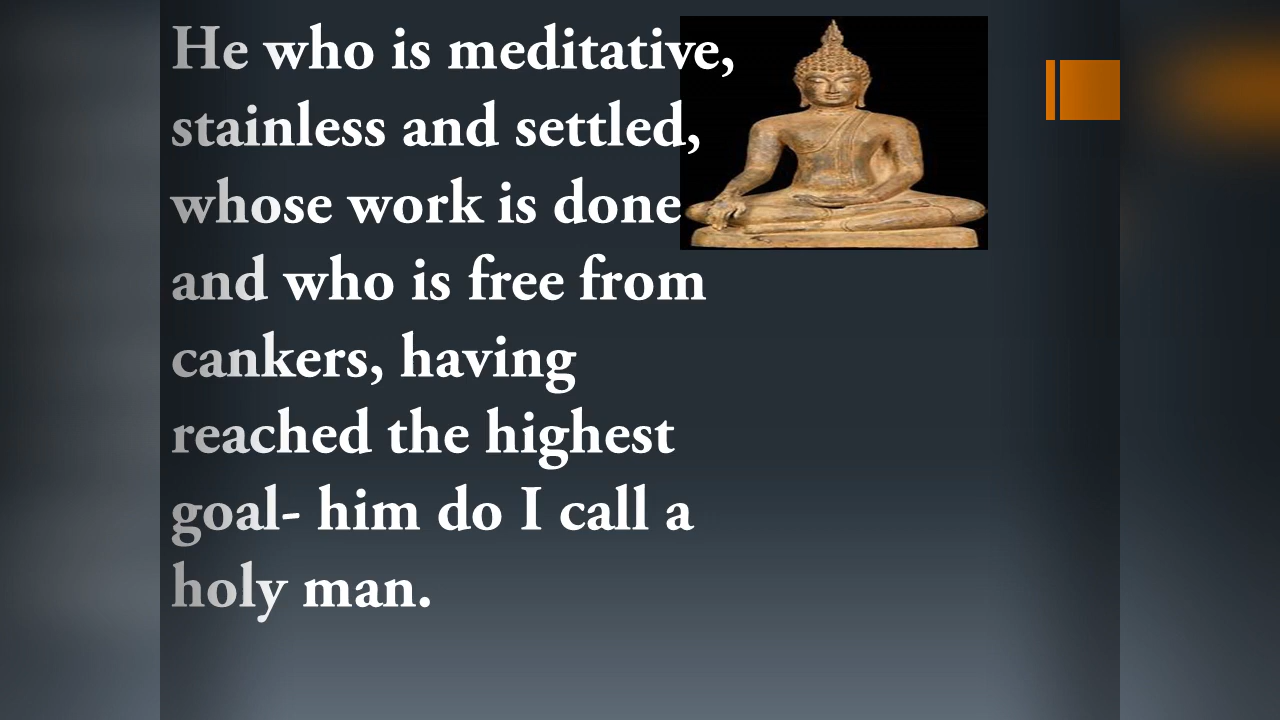 He who is meditative,
stainless and settled,
whose work is done
and who is free from
cankers, having
reached the highest
goal- him do I call a
holy man.